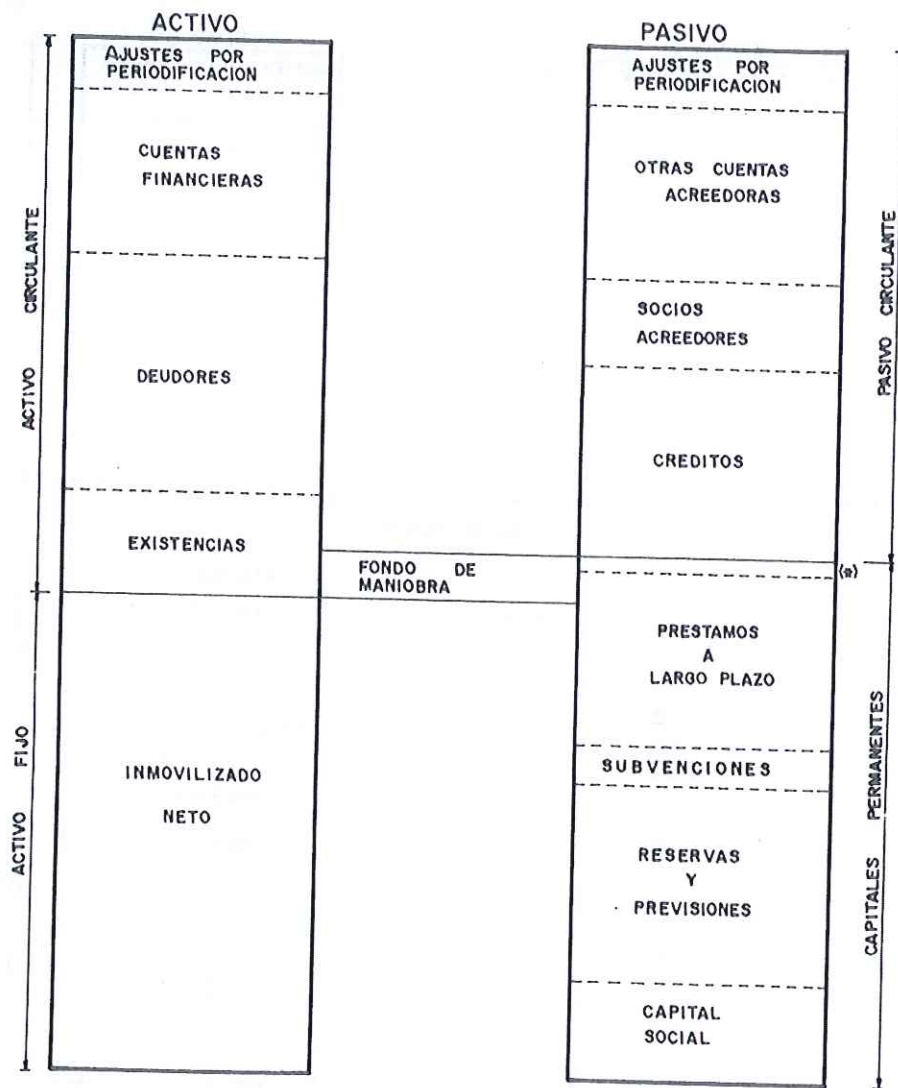 ACTIVO
AJUSTES POR
PERIODIFICACION
CUENTAS
FINANCIERAS
DEUDORES
EXISTENCIAS
INMOVILIZADO
NETO
ACTIVO CIRCULANTE
ACTIVO FIJO
FONDO DE
MANIOBRA
PASIVO
AJUSTES POR
PERIODIFICACION
OTRAS CUENTAS
ACREEDORAS
SOCIOS
ACREEDORES
CREDITOS
(*)
PRESTAMOS
A
LARGO PLAZO
SUBVENCIONES
RESERVAS
Y
PREVISIONES
CAPITAL
SOCIAL
PASIVO CIRCULANTE
CAPITALES PERMANENTES